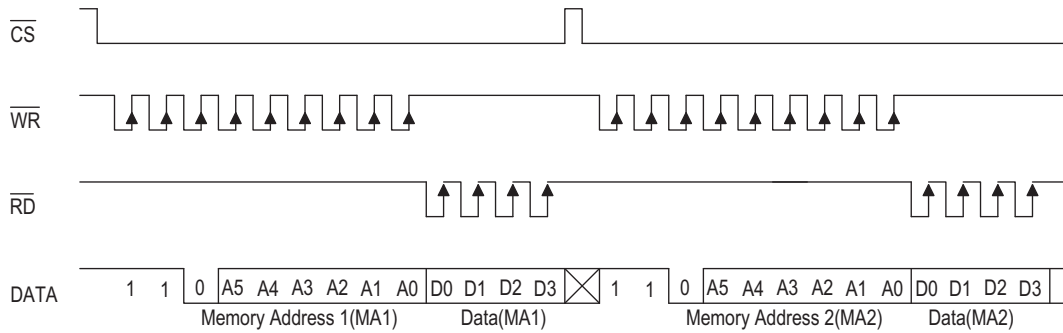 CS
WR
RD
DATA 1 1 0 A5 A4 A3 A2 A1 A0 D0 D1 D2 D3 1 1 0 A5 A4 A3 A2 A1 A0 D0 D1 D2 D3
Memory Address 1(MA1) Data(MA1) Memory Address 2(MA2) Data(MA2)